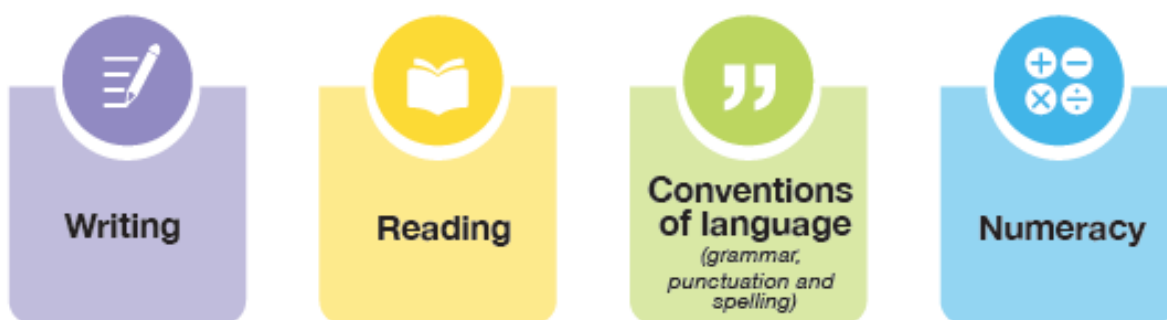 Writing
Reading
Conventions
of language
(grammar,
punctuation and
spelling)
Numeracy